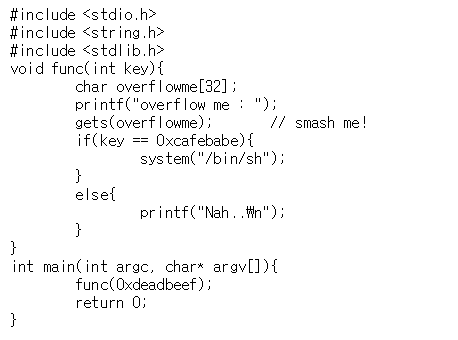 #include <stdio.h>
#include <string.h>
#include <stdlib.h>
void func(int key){
        char overflowme[32];
        printf("overflow me : ");
        gets(overflowme);       // smash me!
        if(key == 0xcafebabe){
                system("/bin/sh");
        }
        else{
                printf("Nah..₩n");
        }
}
int main(int argc, char* argv[]){
        func(0xdeadbeef);
        return 0;
}